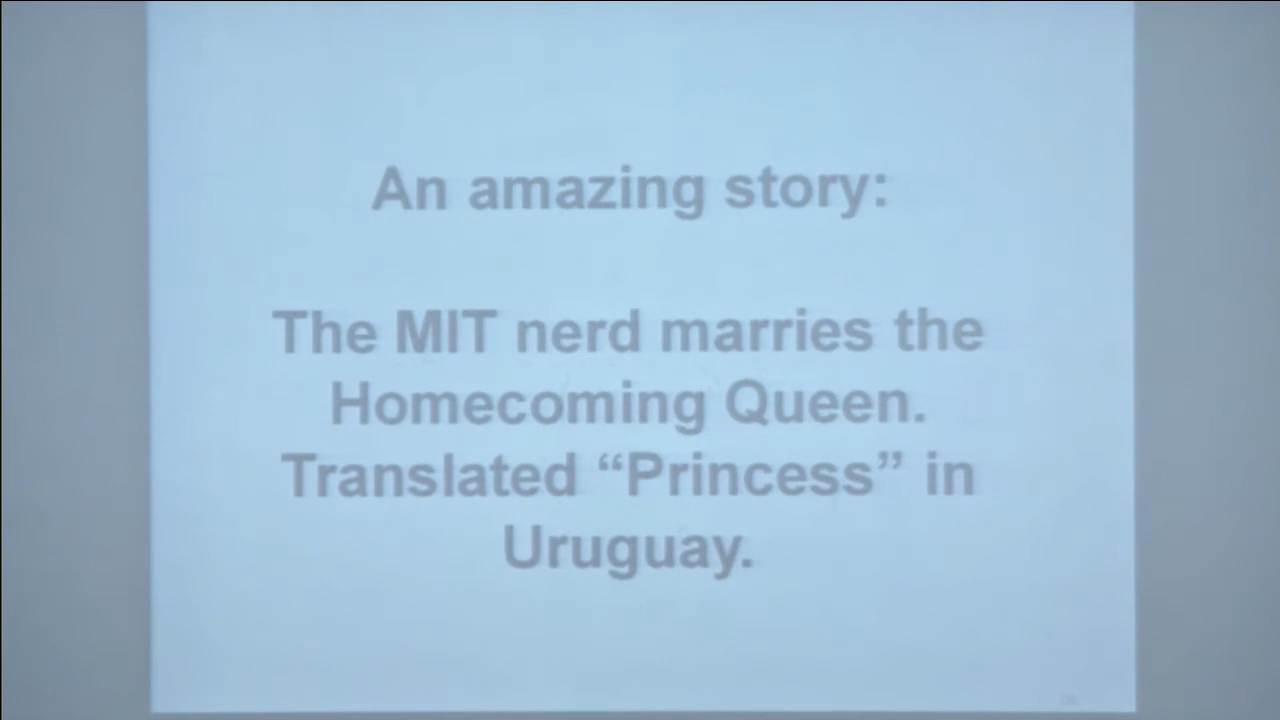 An amazing story:
The MIT nerd marries the
Homecoming Queen.
Translated “Princess” in
Uruguay.